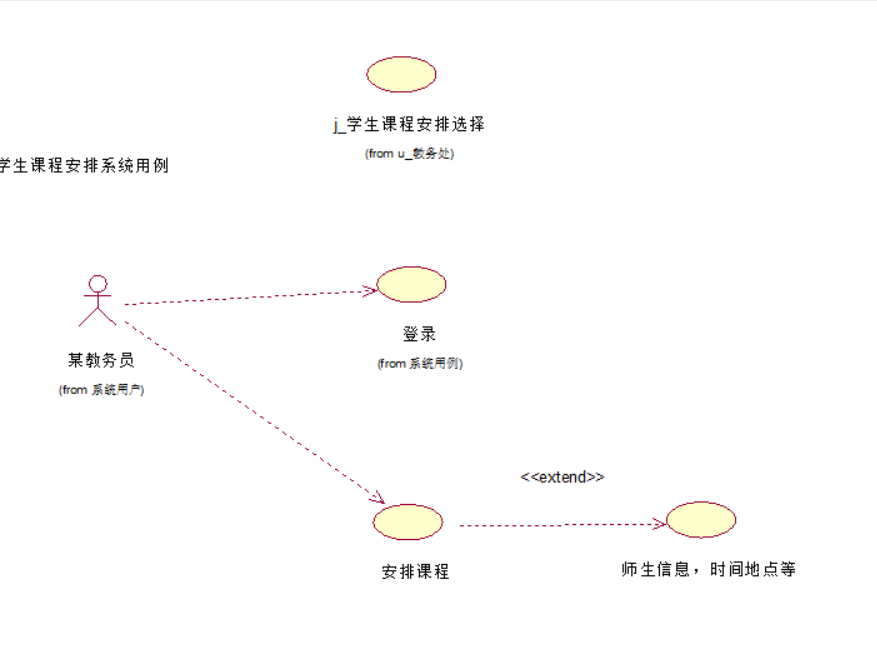 j_学生课程安排选择
(from u_教务处)
学生课程安排系统用例
登录
(from 系统用例)
某教务员
(from 系统用户)
<<extend>>
安排课程
师生信息，时间地点等